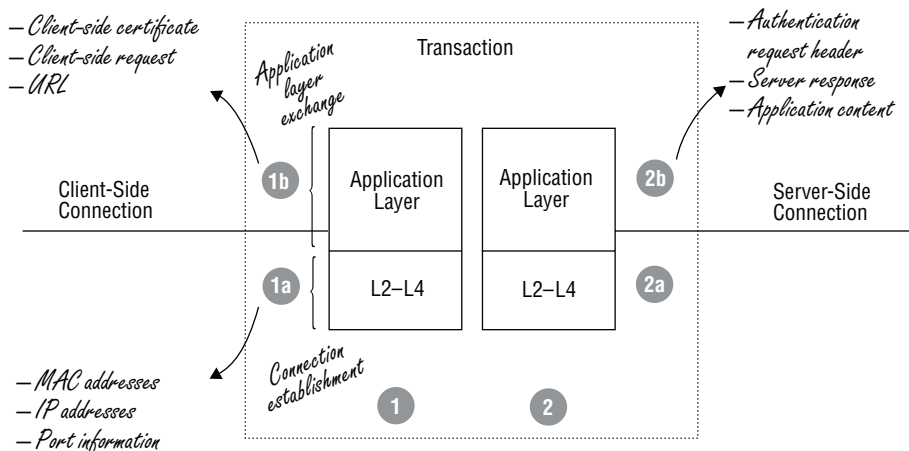 — Client-side certificate
— Client-side request
— URL
Application
layer
exchange
Transaction
— Authentication
request header
— Server response
— Application content
1b
Application
Layer
Application
Layer
2b
Client-Side
Connection
Server-Side
Connection
1a
L2–L4
L2–L4
2a
Connection
establishment
1
2
— MAC addresses
— IP addresses
— Port information